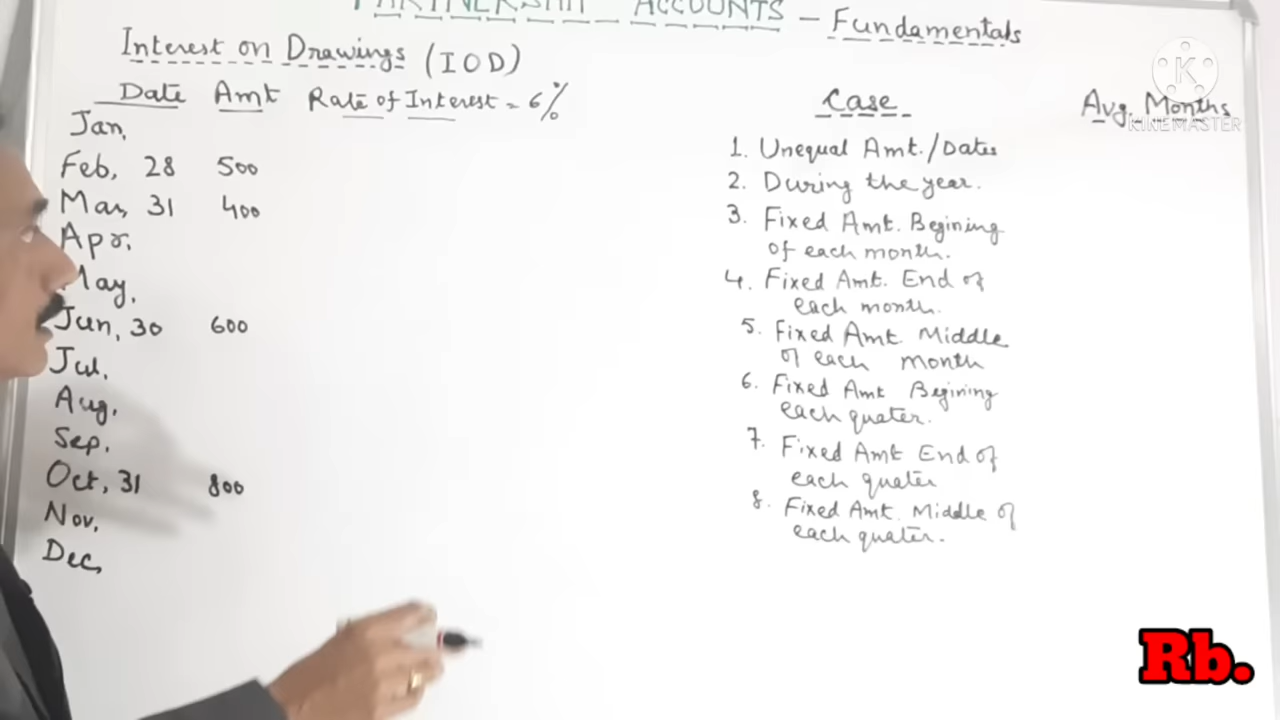 PARTNERSHIP ACCOUNTS - Fundamentals
Interest on Drawings (IOD)
Date Amt Rate of Interest = 6%
Jan,
Feb, 28 500
Mar, 31 400
Apr,
May,
Jun, 30 600
Jul,
Aug,
Sep,
Oct, 31 800
Nov,
Dec,
Case Avg. Months
1. Unequal Amt./Dates
2. During the year.
3. Fixed Amt. Begining
of each month.
4. Fixed Amt. End of
each month.
5. Fixed Amt. Middle
of each month
6. Fixed Amt Begining
each quater.
7. Fixed Amt End of
each quater
8. Fixed Amt. Middle of
each quater.
K
KINEMASTER
Rb.